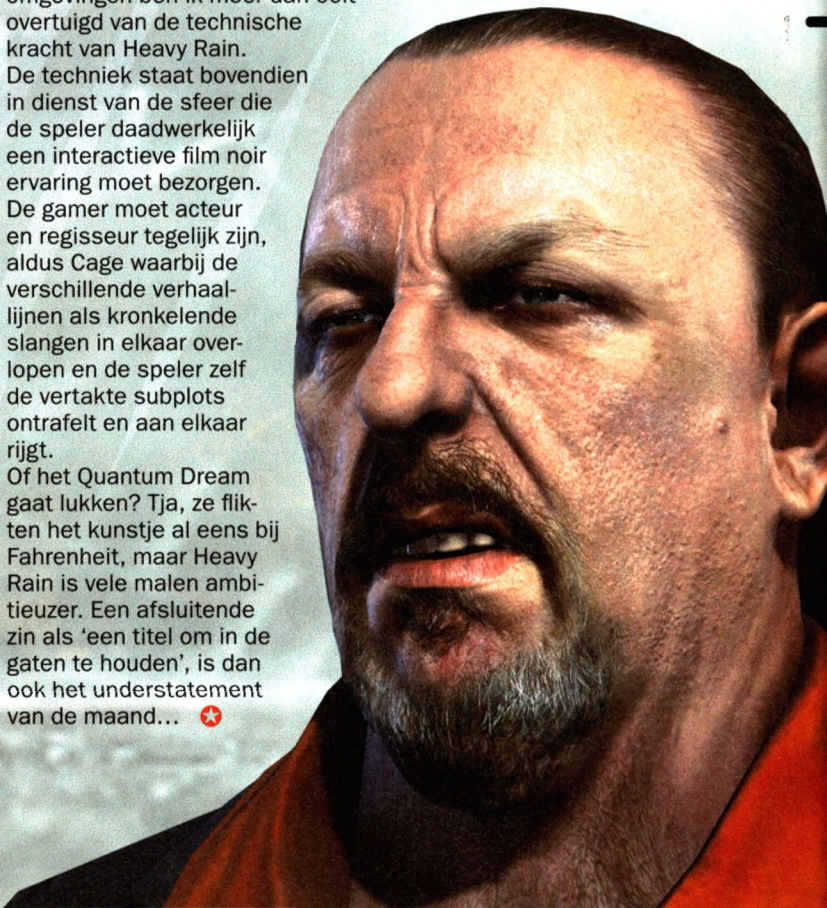 overtuigd van de technische
kracht van Heavy Rain.
De techniek staat bovendien
in dienst van de sfeer die
de speler daadwerkelijk
een interactieve film noir
ervaring moet bezorgen.
De gamer moet acteur
en regisseur tegelijk zijn,
aldus Cage waarbij de
verschillende verhaal-
lijnen als kronkelende
slangen in elkaar over-
lopen en de speler zelf
de vertakte subplots
ontrafelt en aan elkaar
rijgt.
Of het Quantum Dream
gaat lukken? Tja, ze flik-
ten het kunstje al eens bij
Fahrenheit, maar Heavy
Rain is vele malen ambi-
tieuzer. Een afsluitende
zin als ‘een titel om in de
gaten te houden’, is dan
ook het understatement
van de maand...